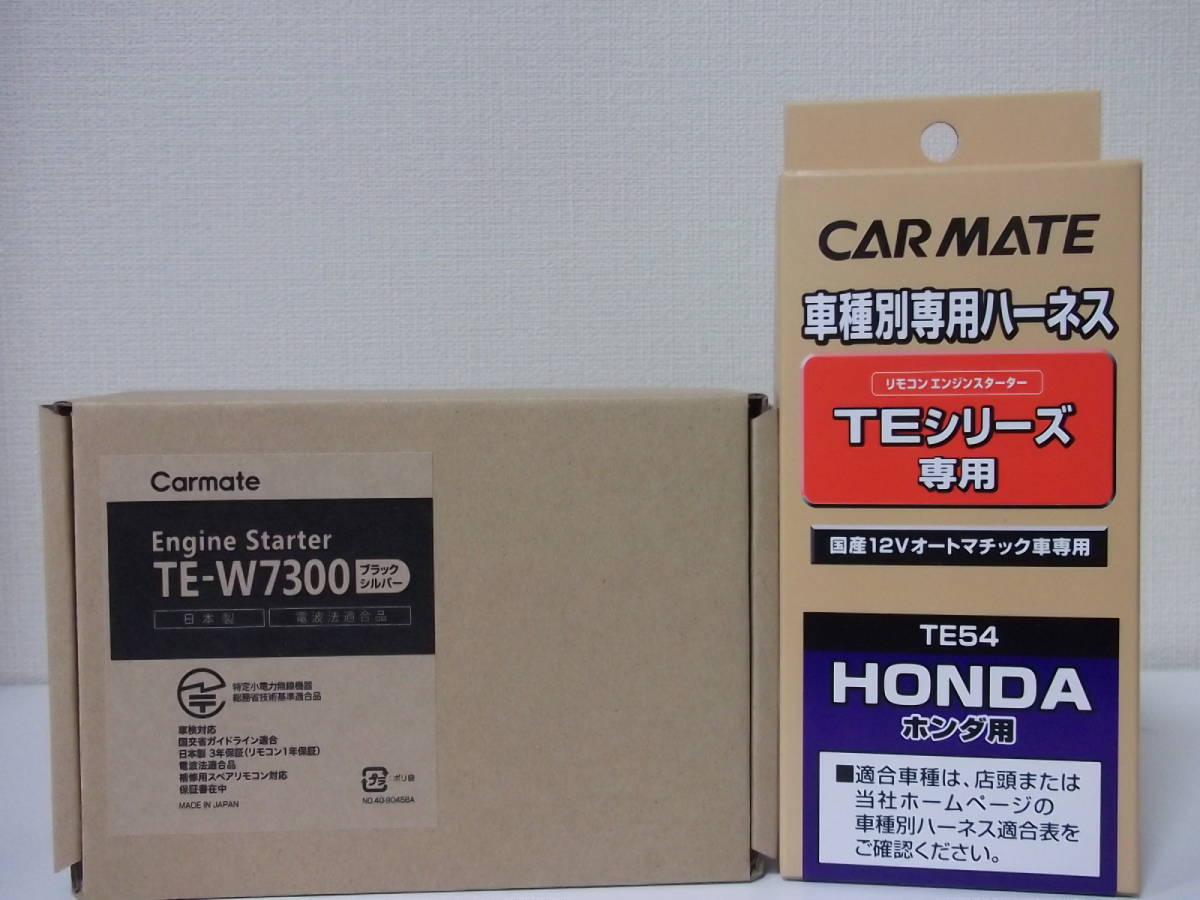 Carmate
Engine Starter
TE-W7300 ブラック シルバー
日本製 電波法適合品
特定小電力無線機器
総務省技術基準適合品
車検対応
国交省ガイドライン適合
日本製 3年保証(リモコン1年保証)
電波法適合品
補修用スペアリモコン対応
保証書在中
MADE IN JAPAN
プラ
ポリ袋
NO.40-90458A
CARMATE
車種別専用ハーネス
リモコン エンジンスターター
TEシリーズ
専用
国産12Vオートマチック車専用
TE54
HONDA
ホンダ用
■適合車種は、店頭または
当社ホームページの
車種別ハーネス適合表を
ご確認ください。